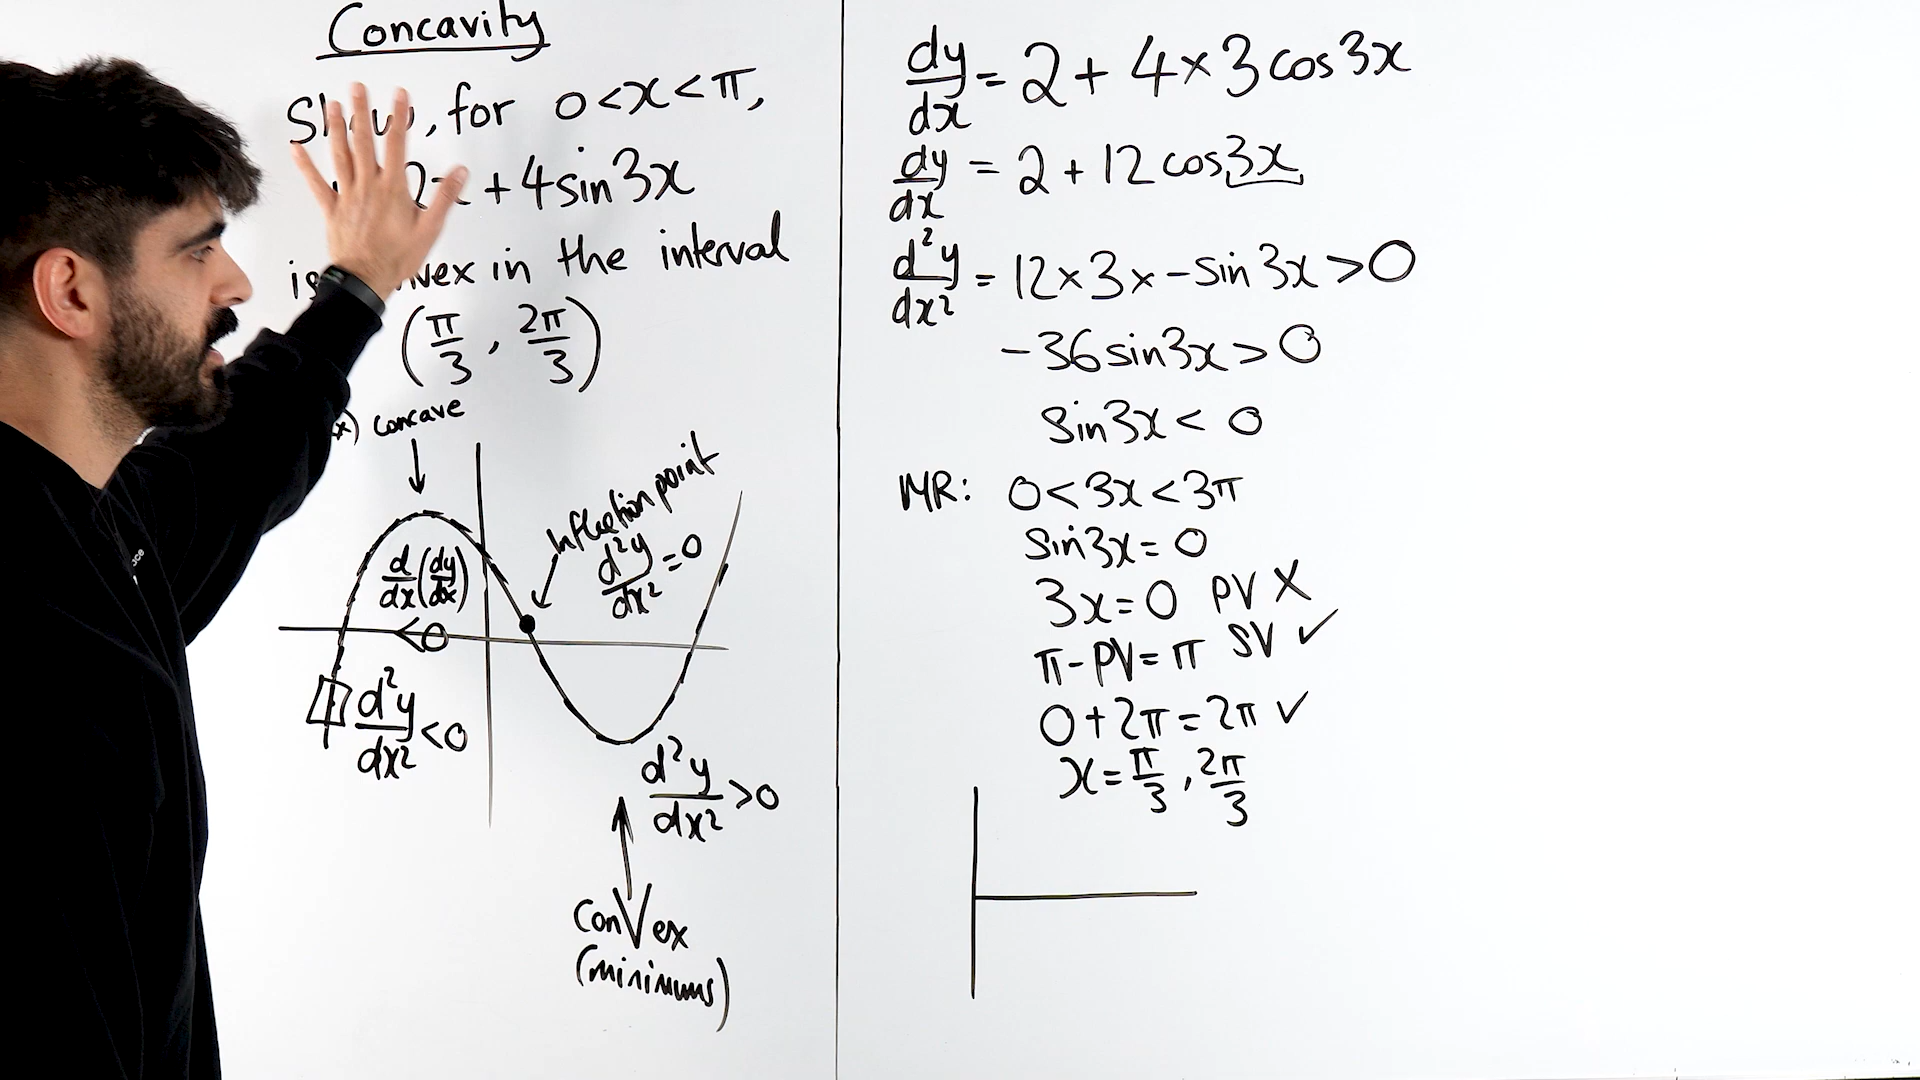 Concavity
, for 0<x<π,
+4sin3x
in the interval
(π/3, 2π/3)
concave
Inflection point
d²y/dx²=0
d/dx(dy/dx)
<0
d²y/dx²<0
d²y/dx²>0
ConVex
(minimums)
dy/dx=2+4×3cos3x
dy/dx=2+12cos3x
d²y/dx²=12×3×-sin3x>0
-36sin3x>0
sin3x<0
MR: 0<3x<3π
sin3x=0
3x=0 PV X
π-PV=π SV ✓
0+2π=2π ✓
x=π/3, 2π/3